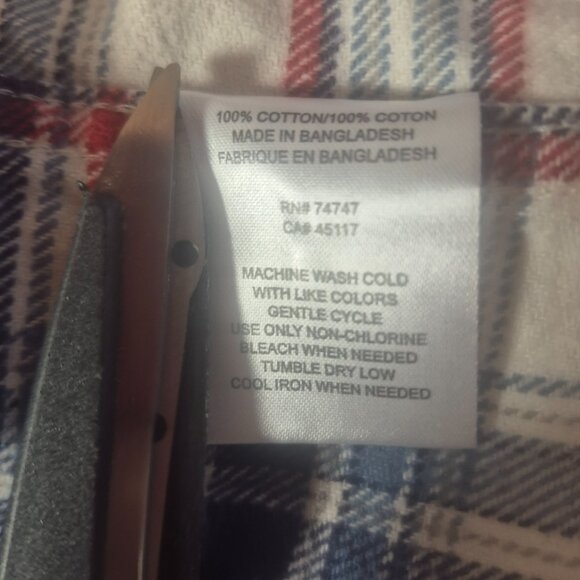 100% COTTON/100% COTON
MADE IN BANGLADESH
FABRIQUE EN BANGLADESH
RN# 74747
CA# 45117
MACHINE WASH COLD
WITH LIKE COLORS
GENTLE CYCLE
USE ONLY NON-CHLORINE
BLEACH WHEN NEEDED
TUMBLE DRY LOW
COOL IRON WHEN NEEDED